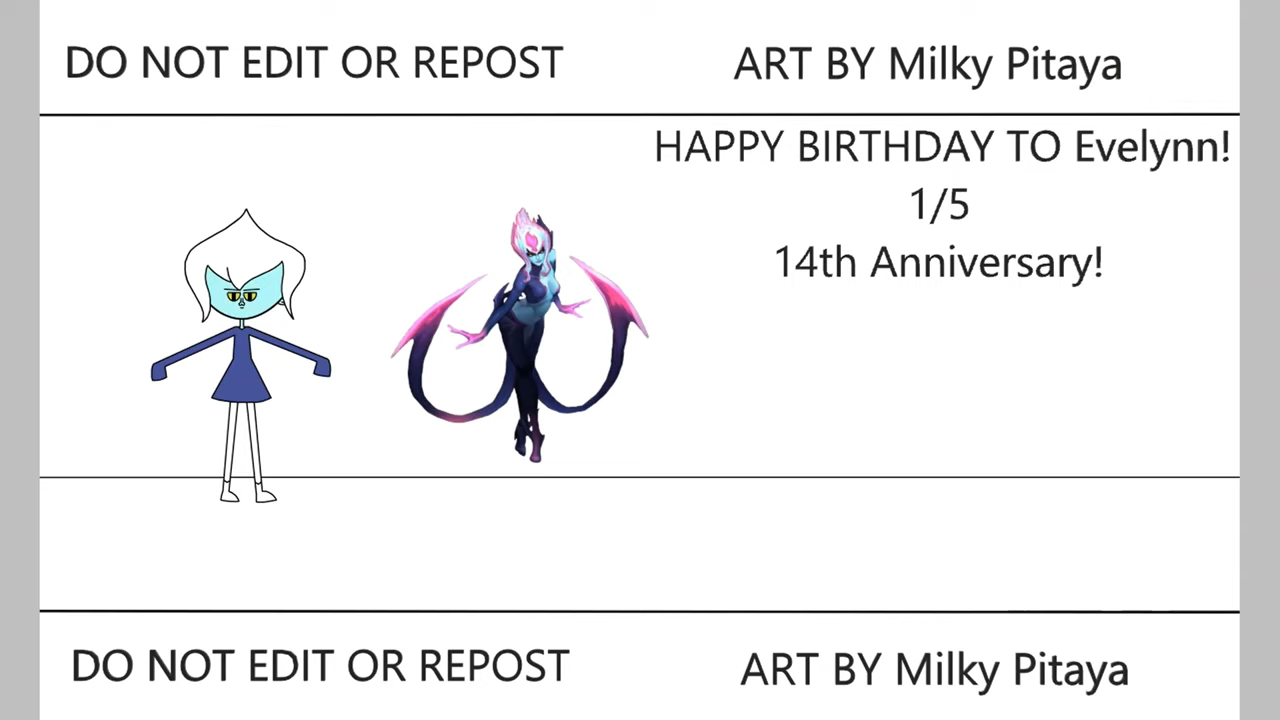 DO NOT EDIT OR REPOST
ART BY Milky Pitaya
HAPPY BIRTHDAY TO Evelynn!
1/5
14th Anniversary!
DO NOT EDIT OR REPOST
ART BY Milky Pitaya